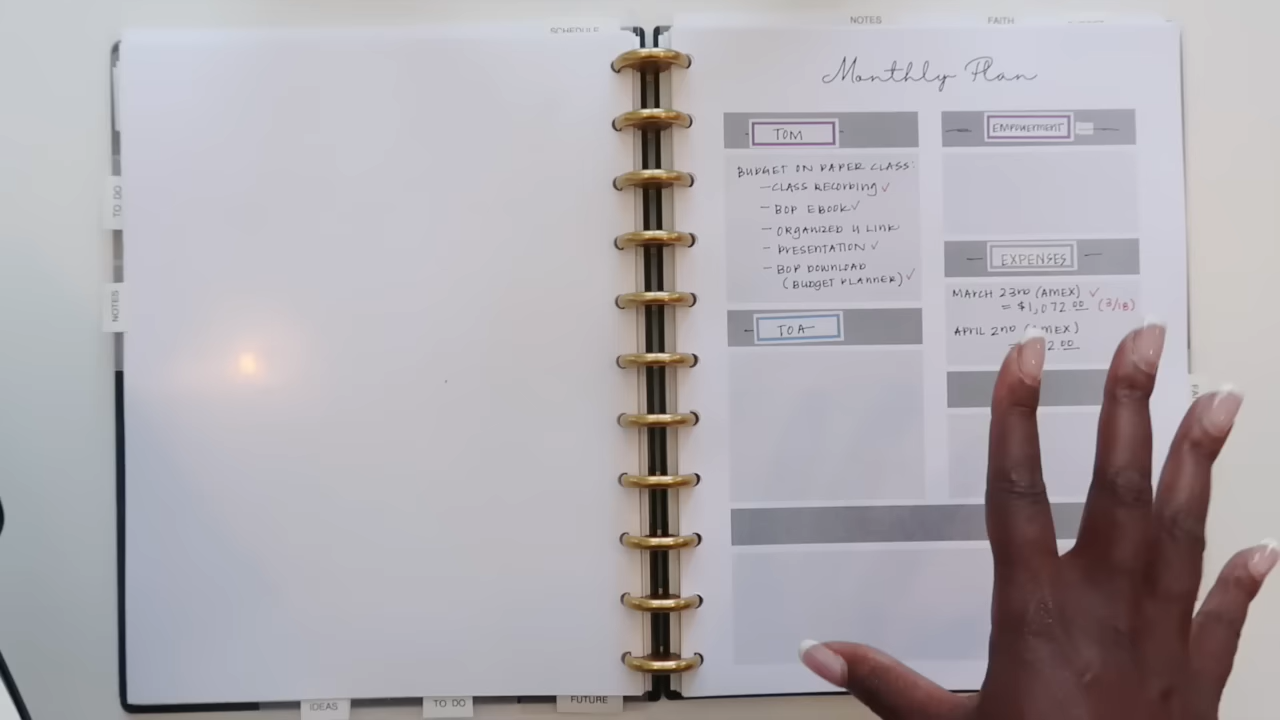 SCHEDULE
NOTES
FAITH
TO DO
NOTES
Monthly Plan
TOM
BUDGET ON PAPER CLASS:
- CLASS RECORDING ✓
- BOP EBOOK ✓
- ORGANIZED U LINK
- PRESENTATION ✓
- BOP DOWNLOAD
(BUDGET PLANNER) ✓
TOA
EMPOWERMENT
EXPENSES
MARCH 23RD (AMEX) ✓
= $1,072.00 (3/18)
APRIL 2ND (AMEX)
IDEAS
TO DO
FUTURE